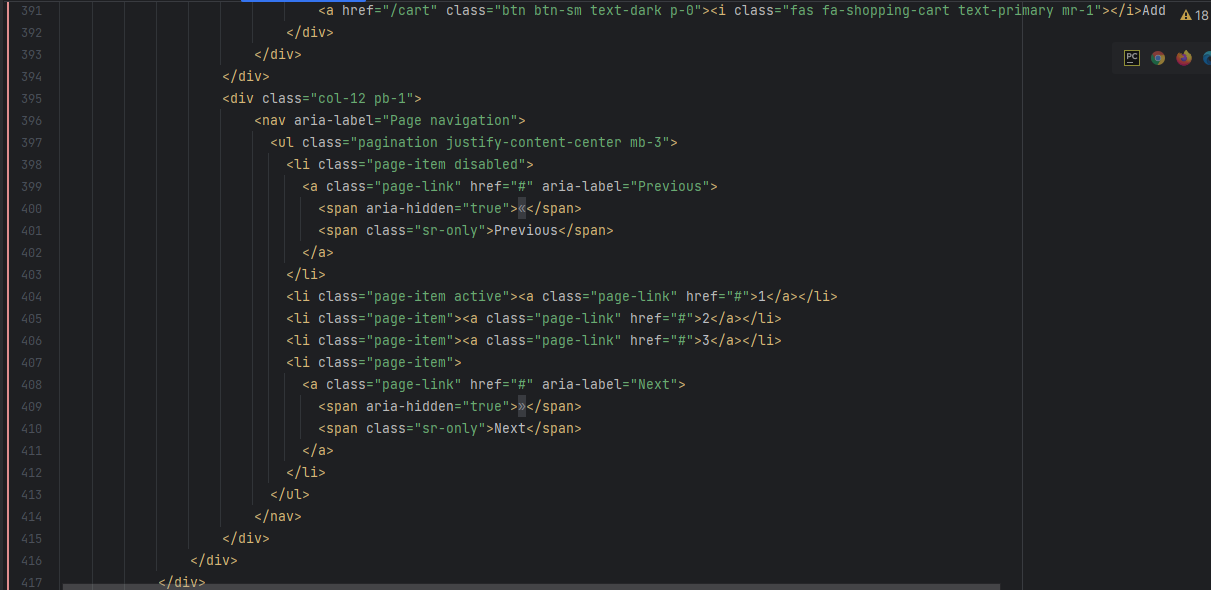 391 <a href="/cart" class="btn btn-sm text-dark p-0"><i class="fas fa-shopping-cart text-primary mr-1"></i>Add
18
392 </div>
393 </div>
PC
394 </div>
395 <div class="col-12 pb-1">
396 <nav aria-label="Page navigation">
397 <ul class="pagination justify-content-center mb-3">
398 <li class="page-item disabled">
399 <a class="page-link" href="#" aria-label="Previous">
400 <span aria-hidden="true">«</span>
401 <span class="sr-only">Previous</span>
402 </a>
403 </li>
404 <li class="page-item active"><a class="page-link" href="#">1</a></li>
405 <li class="page-item"><a class="page-link" href="#">2</a></li>
406 <li class="page-item"><a class="page-link" href="#">3</a></li>
407 <li class="page-item">
408 <a class="page-link" href="#" aria-label="Next">
409 <span aria-hidden="true">»</span>
410 <span class="sr-only">Next</span>
411 </a>
412 </li>
413 </ul>
414 </nav>
415 </div>
416 </div>
417 </div>